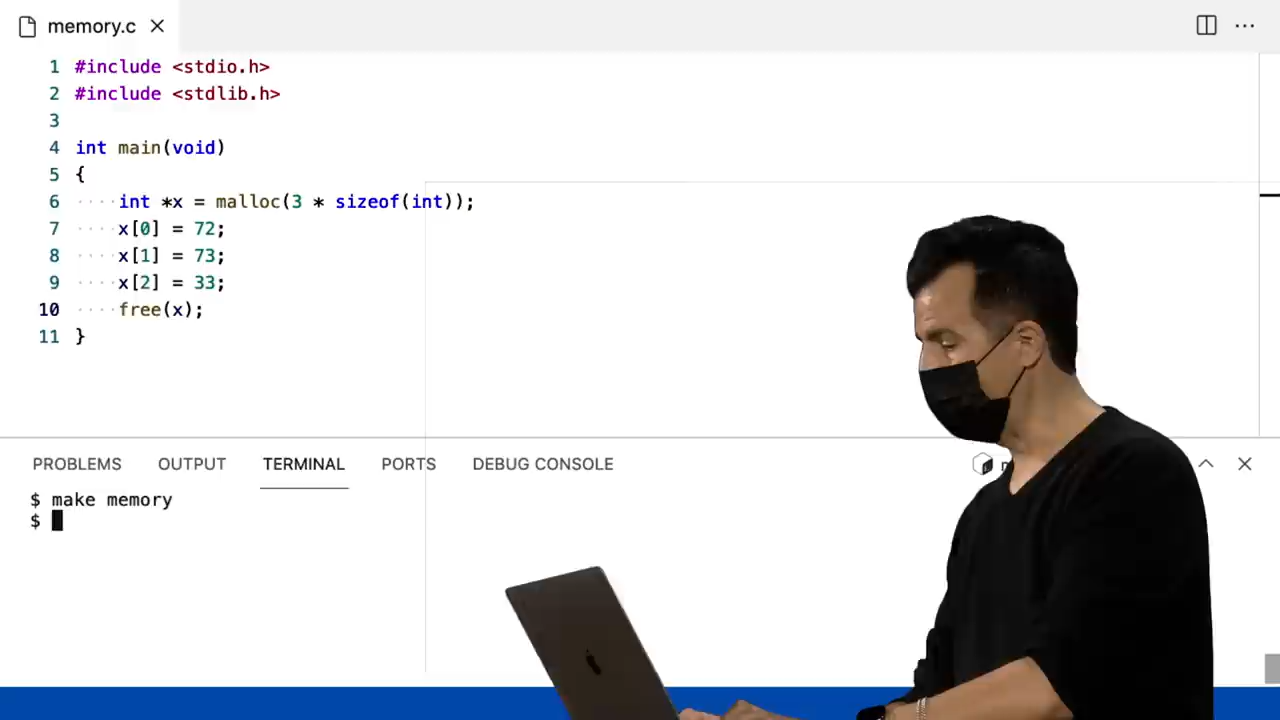 memory.c
1 #include <stdio.h>
2 #include <stdlib.h>
3
4 int main(void)
5 {
6 int *x = malloc(3 * sizeof(int));
7 x[0] = 72;
8 x[1] = 73;
9 x[2] = 33;
10 free(x);
11 }
PROBLEMS OUTPUT TERMINAL PORTS DEBUG CONSOLE
$ make memory
$